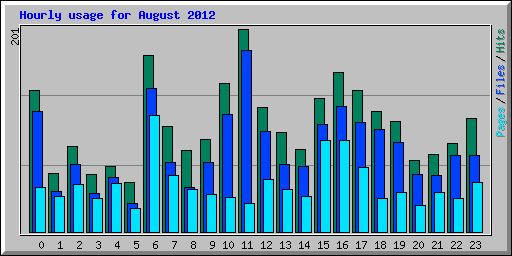 Hourly usage for August 2012
201
Pages / Files / Hits
0 1 2 3 4 5 6 7 8 9 10 11 12 13 14 15 16 17 18 19 20 21 22 23